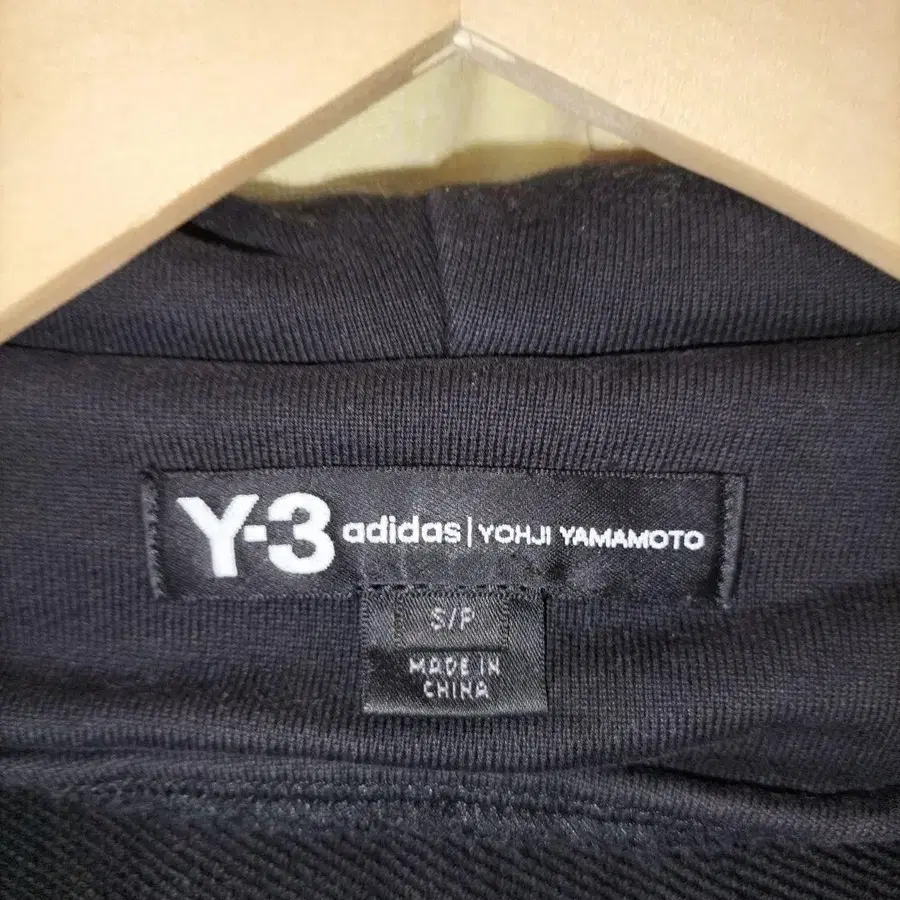 Y-3 adidas | YOHJI YAMAMOTO
S/P
MADE IN
CHINA